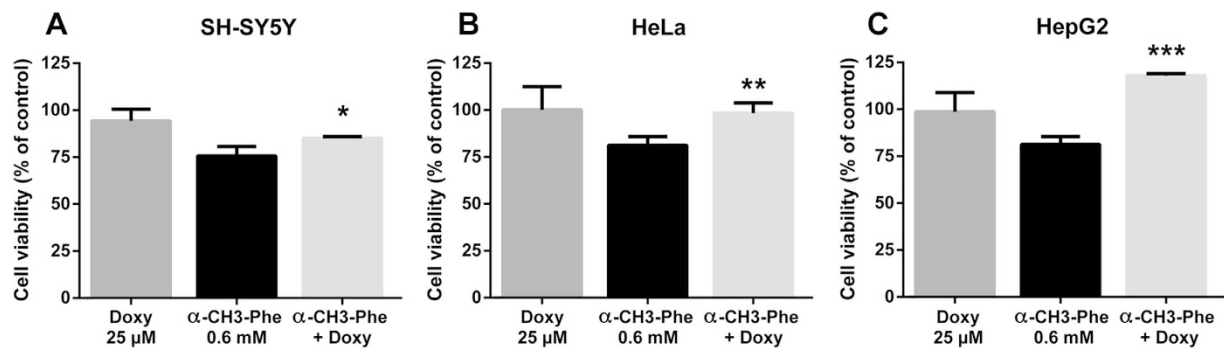 A
SH-SY5Y
Cell viability (% of control)
125
100
75
50
25
0
*
Doxy
25 µM
α-CH3-Phe
0.6 mM
α-CH3-Phe
+ Doxy
B
HeLa
Cell viability (% of control)
125
100
75
50
25
0
**
Doxy
25 µM
α-CH3-Phe
0.6 mM
α-CH3-Phe
+ Doxy
C
HepG2
Cell viability (% of control)
125
100
75
50
25
0
***
Doxy
25 µM
α-CH3-Phe
0.6 mM
α-CH3-Phe
+ Doxy